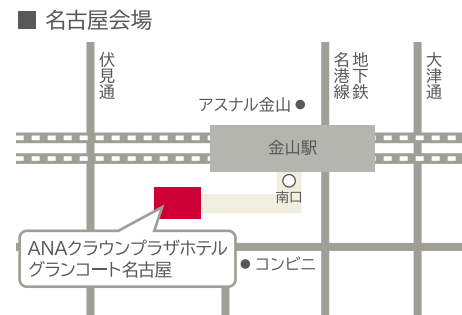 ■ 名古屋会場
伏見通
地下鉄
名港線
大津通
アスナル金山●
金山駅
南口
ANAクラウンプラザホテル
グランコート名古屋
●コンビニ